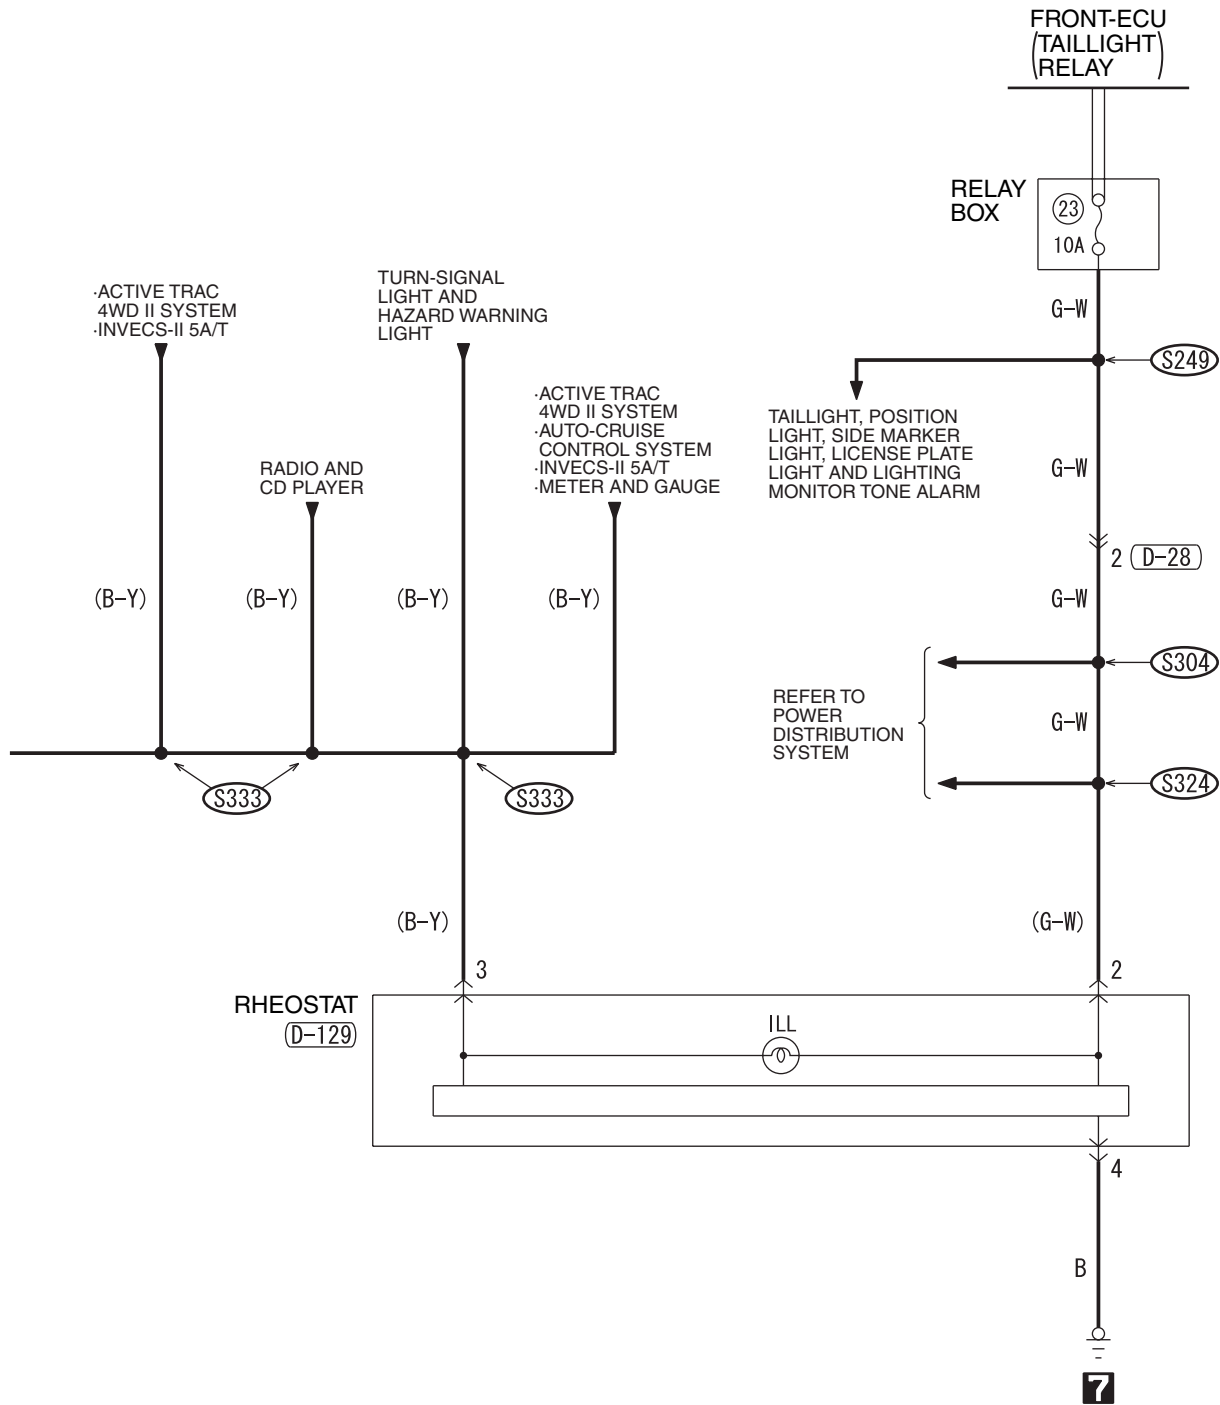 FRONT-ECU
(TAILLIGHT
RELAY)
RELAY
BOX
23
10A
G-W
S249
·ACTIVE TRAC
4WD II SYSTEM
·INVECS-II 5A/T
TURN-SIGNAL
LIGHT AND
HAZARD WARNING
LIGHT
RADIO AND
CD PLAYER
·ACTIVE TRAC
4WD II SYSTEM
·AUTO-CRUISE
CONTROL SYSTEM
·INVECS-II 5A/T
·METER AND GAUGE
TAILLIGHT, POSITION
LIGHT, SIDE MARKER
LIGHT, LICENSE PLATE
LIGHT AND LIGHTING
MONITOR TONE ALARM
G-W
2 D-28
(B-Y)
(B-Y)
(B-Y)
(B-Y)
G-W
S304
REFER TO
POWER
DISTRIBUTION
SYSTEM
G-W
S324
S333
S333
(B-Y)
(G-W)
3
2
RHEOSTAT
D-129
ILL
4
B
7